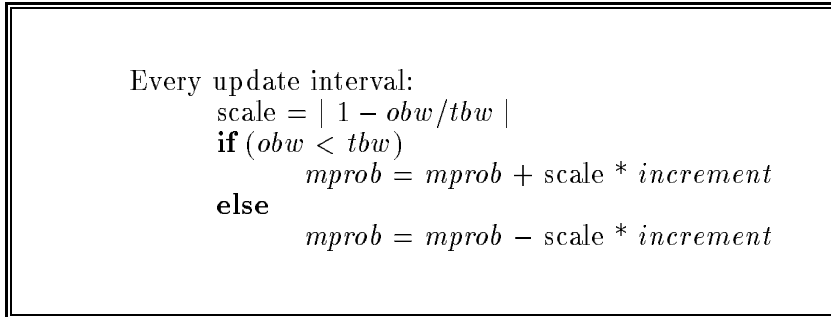 Every update interval:
scale = | 1 − obw/tbw |
if (obw < tbw)
mprob = mprob + scale * increment
else
mprob = mprob − scale * increment